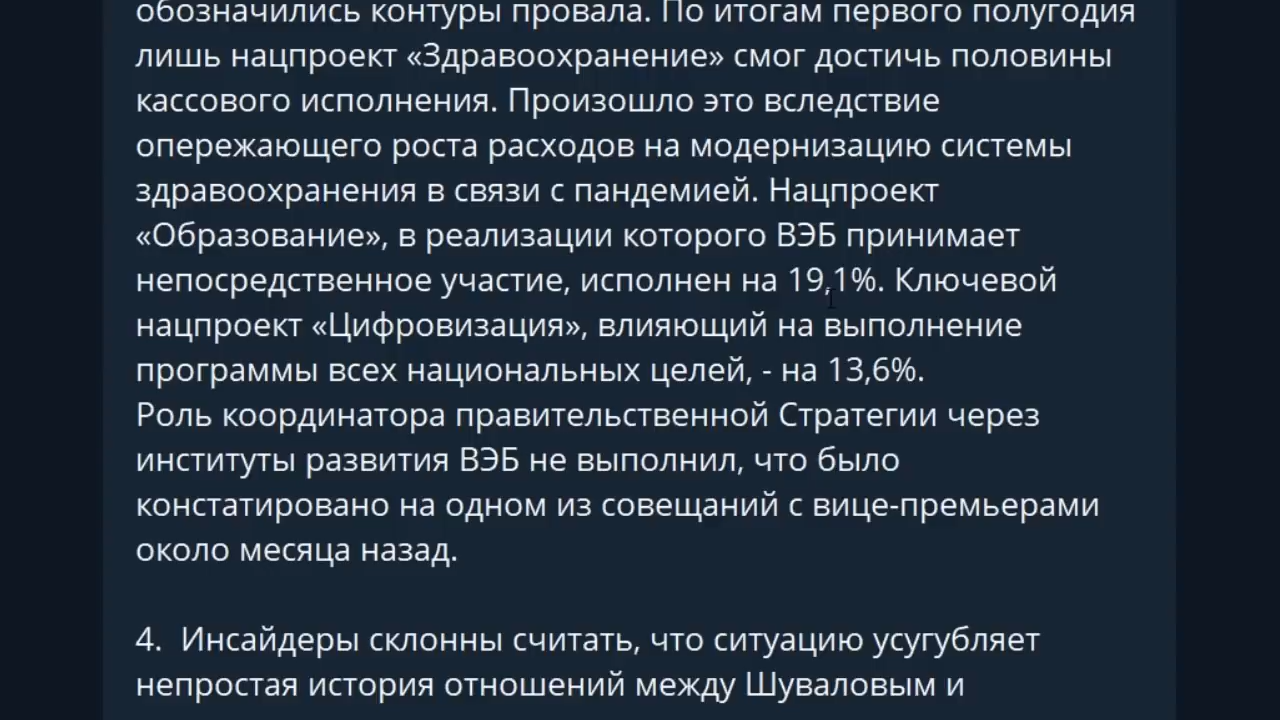 обозначились контуры провала. По итогам первого полугодия
лишь нацпроект «Здравоохранение» смог достичь половины
кассового исполнения. Произошло это вследствие
опережающего роста расходов на модернизацию системы
здравоохранения в связи с пандемией. Нацпроект
«Образование», в реализации которого ВЭБ принимает
непосредственное участие, исполнен на 19,1%. Ключевой
нацпроект «Цифровизация», влияющий на выполнение
программы всех национальных целей, - на 13,6%.
Роль координатора правительственной Стратегии через
институты развития ВЭБ не выполнил, что было
констатировано на одном из совещаний с вице-премьерами
около месяца назад.
4. Инсайдеры склонны считать, что ситуацию усугубляет
непростая история отношений между Шуваловым и